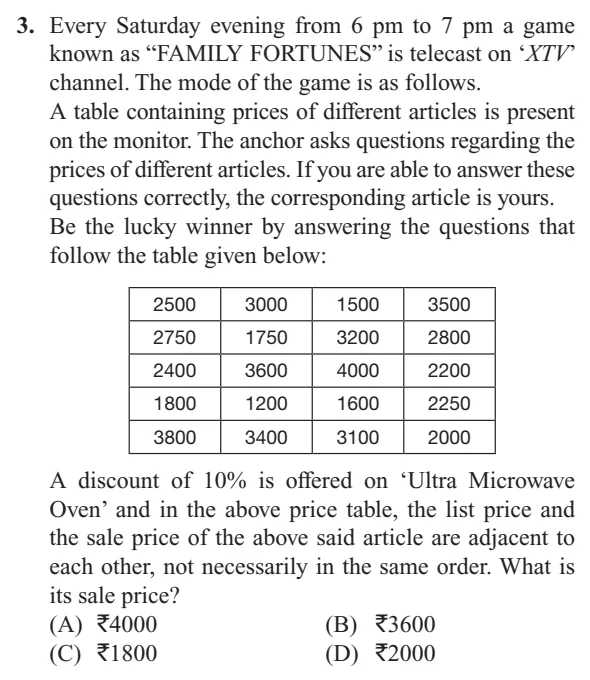 3. Every Saturday evening from 6 pm to 7 pm a game
known as “FAMILY FORTUNES” is telecast on ‘XTV’
channel. The mode of the game is as follows.
A table containing prices of different articles is present
on the monitor. The anchor asks questions regarding the
prices of different articles. If you are able to answer these
questions correctly, the corresponding article is yours.
Be the lucky winner by answering the questions that
follow the table given below:
2500 3000 1500 3500
2750 1750 3200 2800
2400 3600 4000 2200
1800 1200 1600 2250
3800 3400 3100 2000
A discount of 10% is offered on ‘Ultra Microwave
Oven’ and in the above price table, the list price and
the sale price of the above said article are adjacent to
each other, not necessarily in the same order. What is
its sale price?
(A) ₹4000 (B) ₹3600
(C) ₹1800 (D) ₹2000